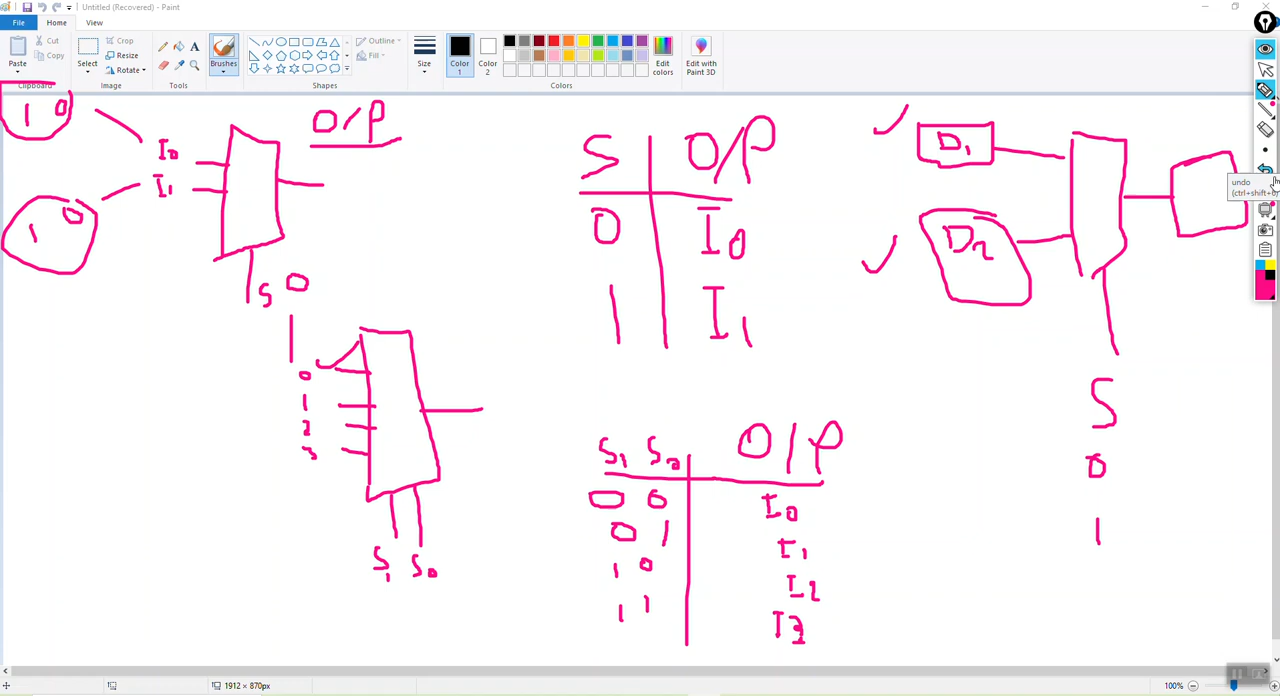 Untitled (Recovered) - Paint
File Home View
Paste Cut Copy Clipboard
Select Crop Resize Rotate Image
Tools
Brushes
Shapes Outline Fill
Size
Color 1 Color 2 Colors
Edit colors
Edit with Paint 3D
1 0
1 0
I0
I1
O/P
S 0
1
0
1
2
3
S1 S0
S O/P
0 I0
1 I1
O/P
0 0 I0
0 1 I1
1 0 I2
1 1 I3
D1
D2
S
0
1
undo
(ctrl+shift+
1912 × 870px
100%